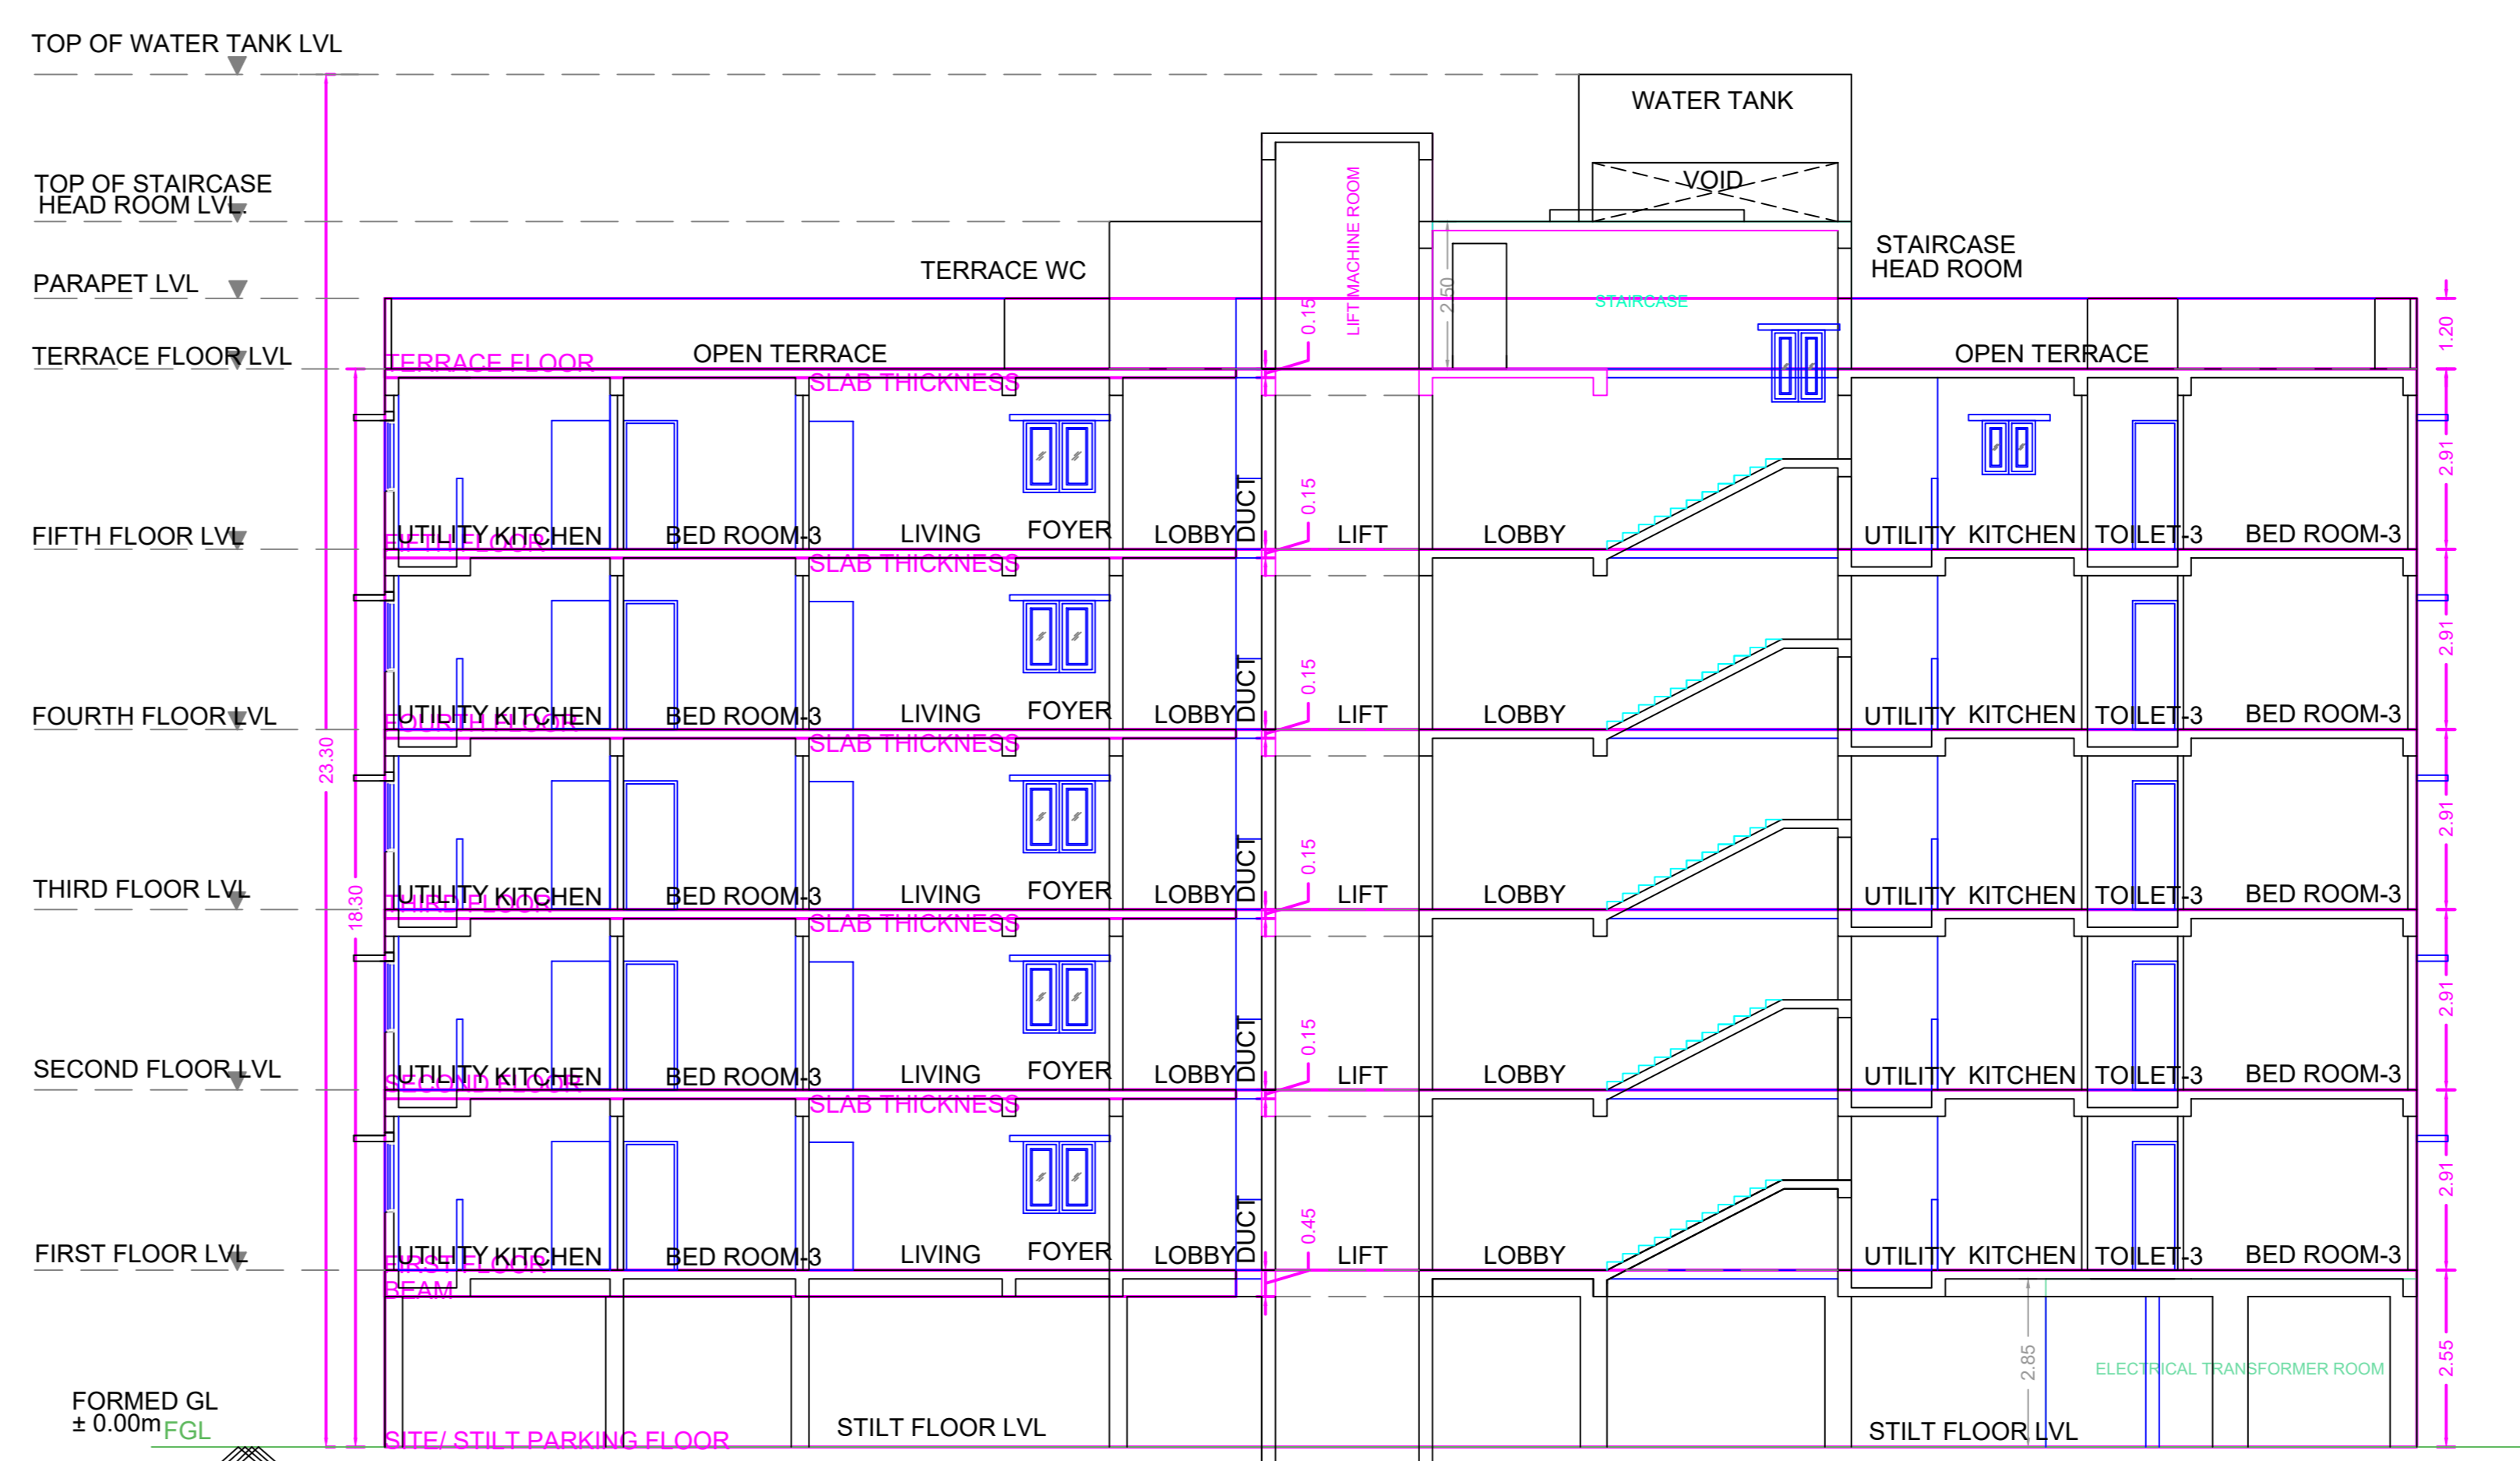 TOP OF WATER TANK LVL
WATER TANK
VOID
TOP OF STAIRCASE
HEAD ROOM LVL.
LIFT MACHINE ROOM
STAIRCASE
HEAD ROOM
TERRACE WC
PARAPET LVL
2.50
STAIRCASE
0.15
1.20
TERRACE FLOOR LVL
TERRACE FLOOR
OPEN TERRACE
OPEN TERRACE
SLAB THICKNESS
2.91
0.15
FIFTH FLOOR LVL
FIFTH FLOOR
UTILITY
KITCHEN
BED ROOM-3
LIVING
FOYER
LOBBY
DUCT
LIFT
LOBBY
UTILITY
KITCHEN
TOILET-3
BED ROOM-3
SLAB THICKNESS
2.91
0.15
FOURTH FLOOR LVL
FOURTH FLOOR
UTILITY
KITCHEN
BED ROOM-3
LIVING
FOYER
LOBBY
DUCT
LIFT
LOBBY
UTILITY
KITCHEN
TOILET-3
BED ROOM-3
SLAB THICKNESS
23.30
2.91
0.15
18.30
THIRD FLOOR LVL
THIRD FLOOR
UTILITY
KITCHEN
BED ROOM-3
LIVING
FOYER
LOBBY
DUCT
LIFT
LOBBY
UTILITY
KITCHEN
TOILET-3
BED ROOM-3
SLAB THICKNESS
2.91
0.15
SECOND FLOOR LVL
SECOND FLOOR
UTILITY
KITCHEN
BED ROOM-3
LIVING
FOYER
LOBBY
DUCT
LIFT
LOBBY
UTILITY
KITCHEN
TOILET-3
BED ROOM-3
SLAB THICKNESS
2.91
0.45
FIRST FLOOR LVL
FIRST FLOOR
UTILITY
KITCHEN
BED ROOM-3
LIVING
FOYER
LOBBY
DUCT
LIFT
LOBBY
UTILITY
KITCHEN
TOILET-3
BED ROOM-3
BEAM
2.85
ELECTRICAL TRANSFORMER ROOM
2.55
FORMED GL
± 0.00m
FGL
SITE/ STILT PARKING FLOOR
STILT FLOOR LVL
STILT FLOOR LVL